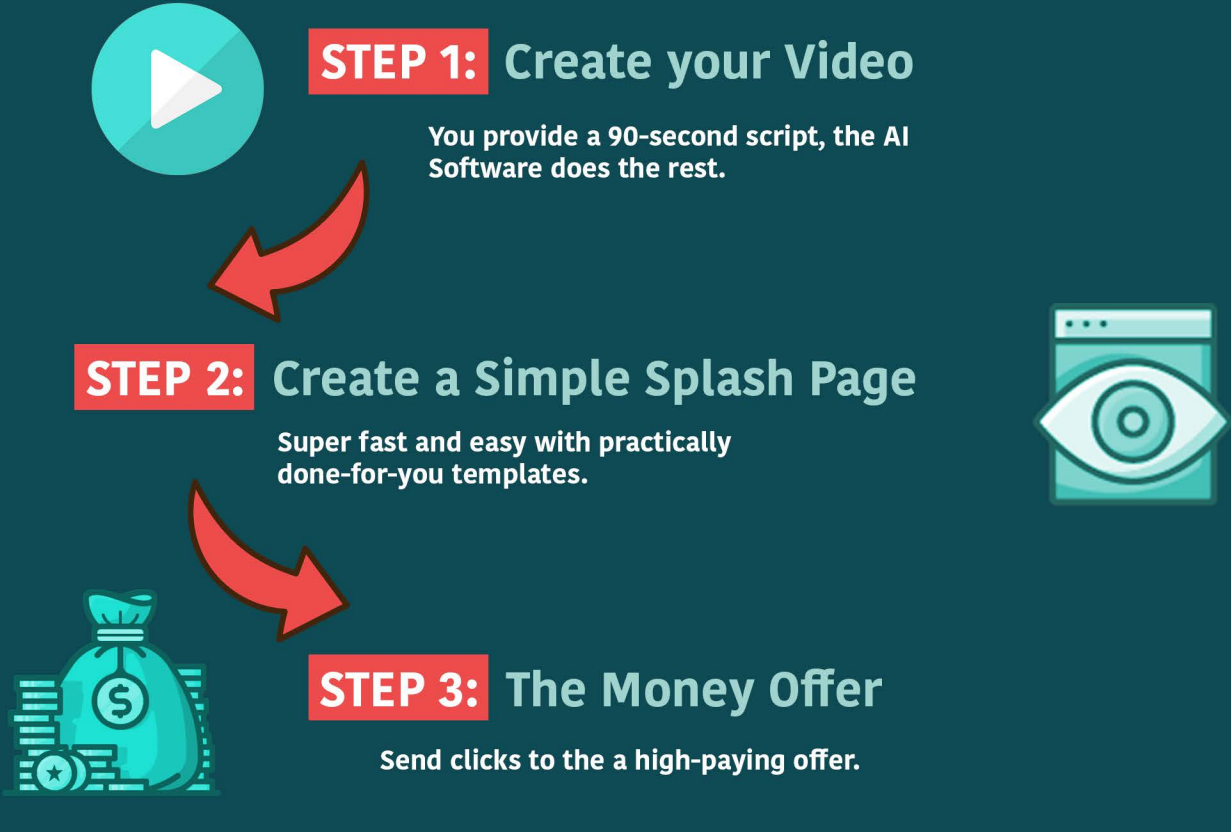 STEP 1: Create your Video
You provide a 90-second script, the AI
Software does the rest.
STEP 2: Create a Simple Splash Page
Super fast and easy with practically
done-for-you templates.
$
STEP 3: The Money Offer
Send clicks to the a high-paying offer.